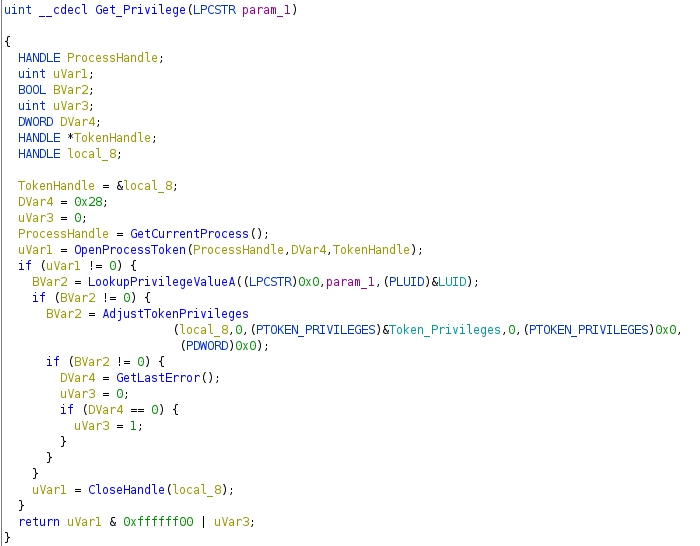 uint __cdecl Get_Privilege(LPCSTR param_1)
{
HANDLE ProcessHandle;
uint uVar1;
BOOL BVar2;
uint uVar3;
DWORD DVar4;
HANDLE *TokenHandle;
HANDLE local_8;
TokenHandle = &local_8;
DVar4 = 0x28;
uVar3 = 0;
ProcessHandle = GetCurrentProcess();
uVar1 = OpenProcessToken(ProcessHandle,DVar4,TokenHandle);
if (uVar1 != 0) {
BVar2 = LookupPrivilegeValueA((LPCSTR)0x0,param_1,(PLUID)&LUID);
if (BVar2 != 0) {
BVar2 = AdjustTokenPrivileges
(local_8,0,(PTOKEN_PRIVILEGES)&Token_Privileges,0,(PTOKEN_PRIVILEGES)0x0,
(PDWORD)0x0);
if (BVar2 != 0) {
DVar4 = GetLastError();
uVar3 = 0;
if (DVar4 == 0) {
uVar3 = 1;
}
}
}
uVar1 = CloseHandle(local_8);
}
return uVar1 & 0xffffff00 | uVar3;
}